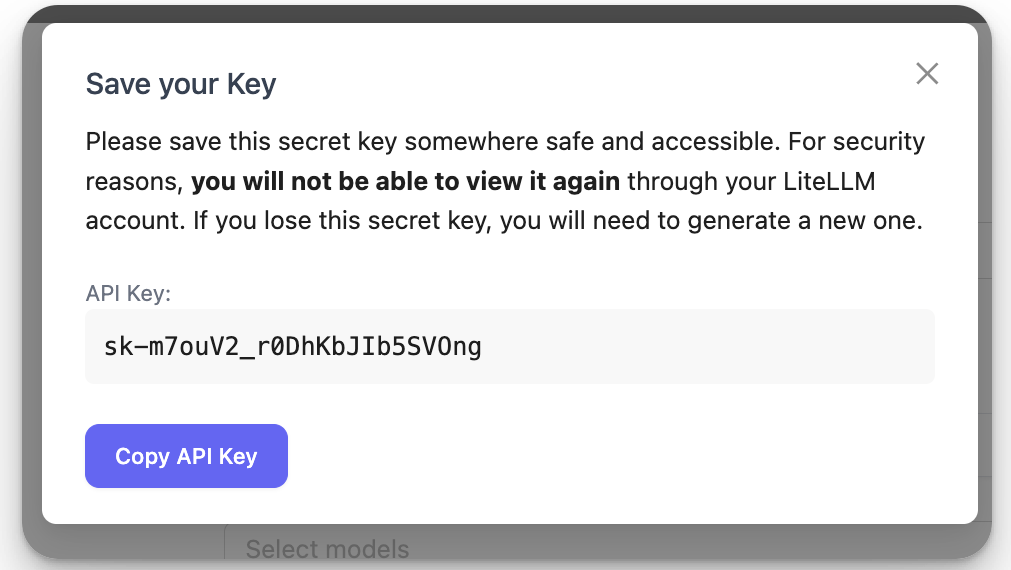 Save your Key
Please save this secret key somewhere safe and accessible. For security
reasons, you will not be able to view it again through your LiteLLM
account. If you lose this secret key, you will need to generate a new one.
API Key:
sk-m7ouV2_r0DhKbJIb5SVOng
Copy API Key
Select models